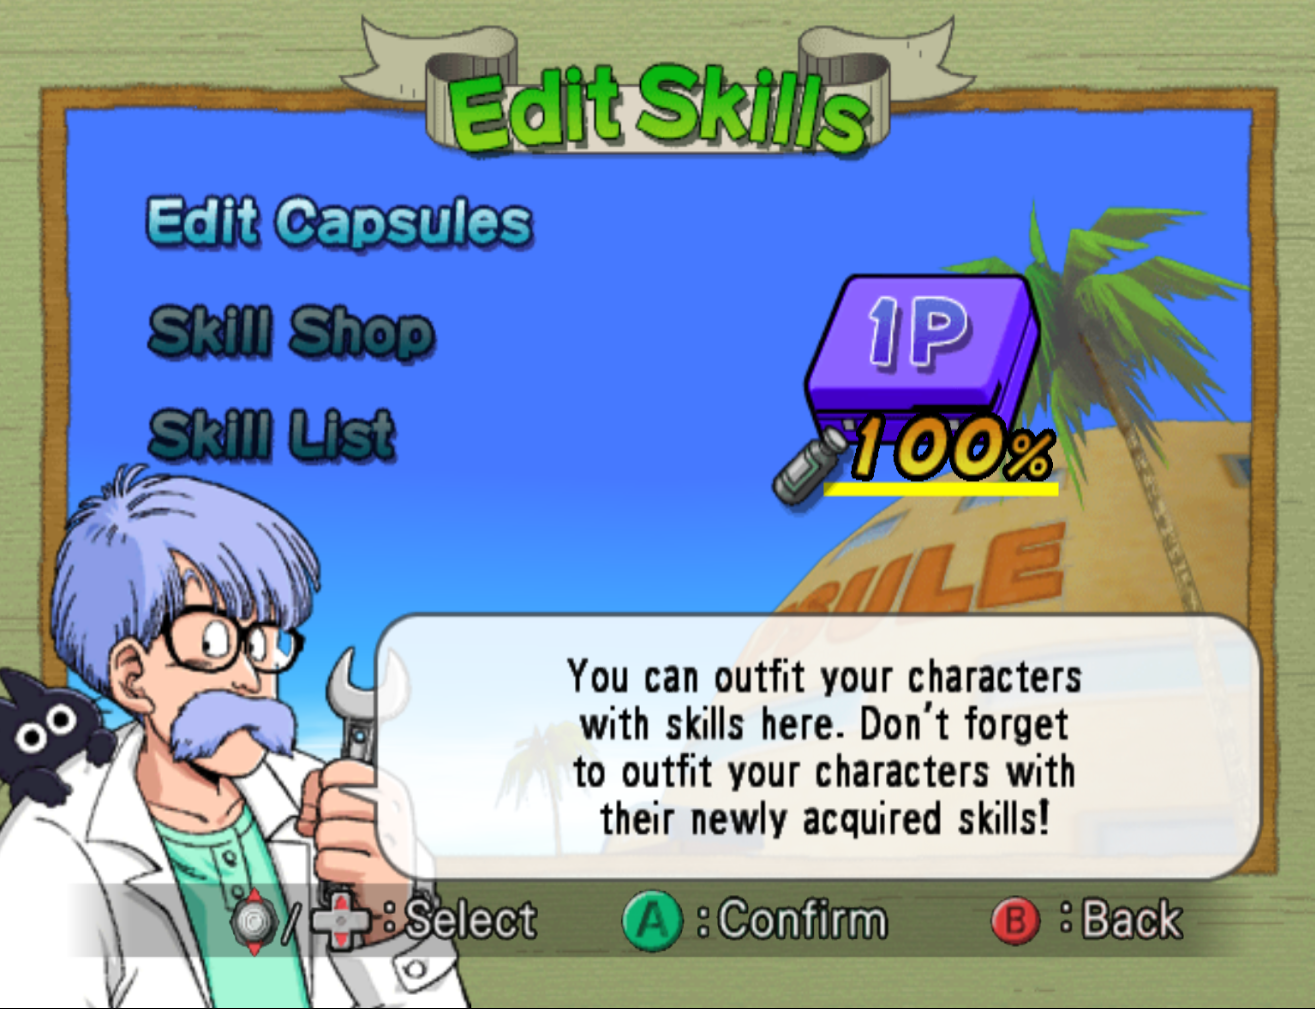 Edit Skills
Edit Capsules
Skill Shop
Skill List
1P
100%
SULE
You can outfit your characters
with skills here. Don't forget
to outfit your characters with
their newly acquired skills!
/ :Select A :Confirm B :Back